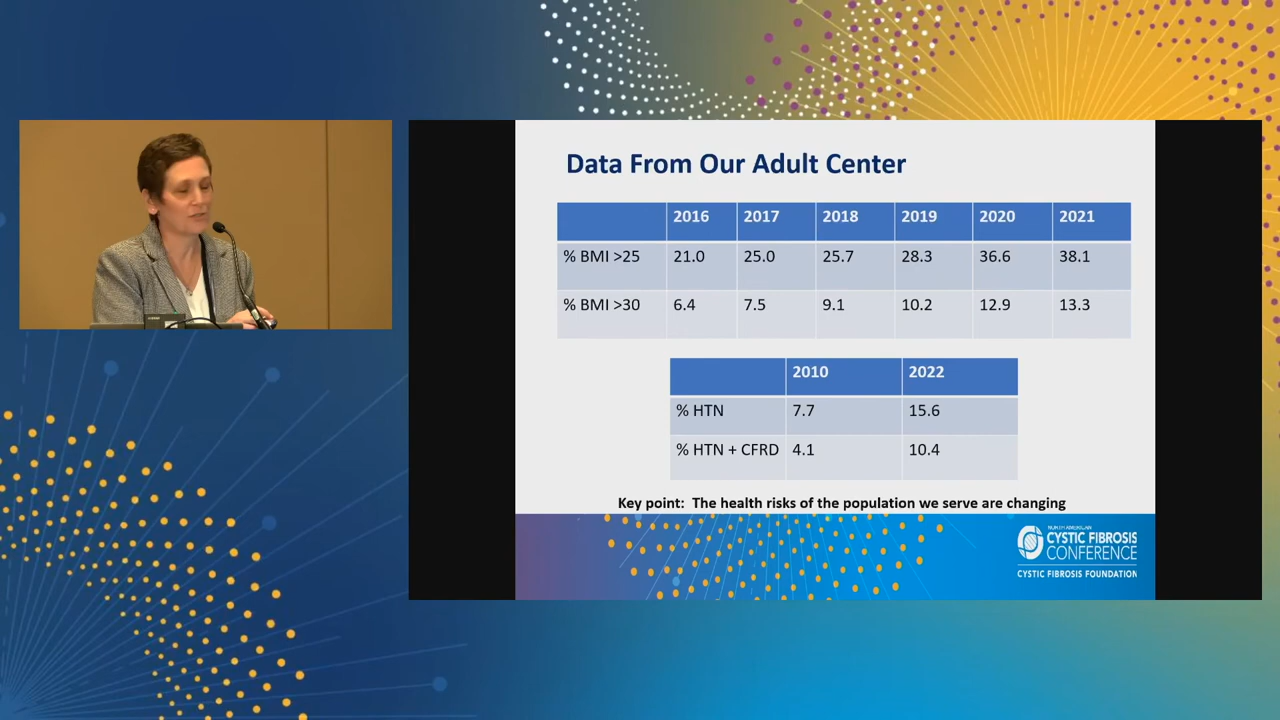 Data From Our Adult Center
2016 2017 2018 2019 2020 2021
% BMI >25 21.0 25.0 25.7 28.3 36.6 38.1
% BMI >30 6.4 7.5 9.1 10.2 12.9 13.3
2010 2022
% HTN 7.7 15.6
% HTN + CFRD 4.1 10.4
Key point: The health risks of the population we serve are changing
NORTH AMERICAN
CYSTIC FIBROSIS
CONFERENCE
CYSTIC FIBROSIS FOUNDATION